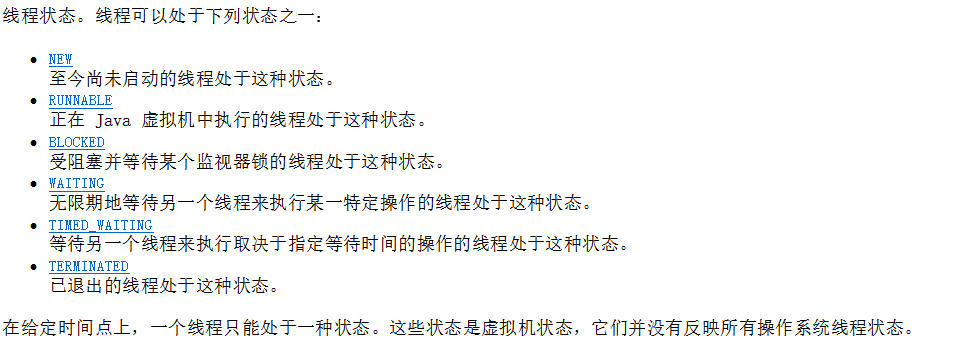 线程状态。线程可以处于下列状态之一：
NEW
至今尚未启动的线程处于这种状态。
RUNNABLE
正在 Java 虚拟机中执行的线程处于这种状态。
BLOCKED
受阻塞并等待某个监视器锁的线程处于这种状态。
WAITING
无限期地等待另一个线程来执行某一特定操作的线程处于这种状态。
TIMED_WAITING
等待另一个线程来执行取决于指定等待时间的操作的线程处于这种状态。
TERMINATED
已退出的线程处于这种状态。
在给定时间点上，一个线程只能处于一种状态。这些状态是虚拟机状态，它们并没有反映所有操作系统线程状态。